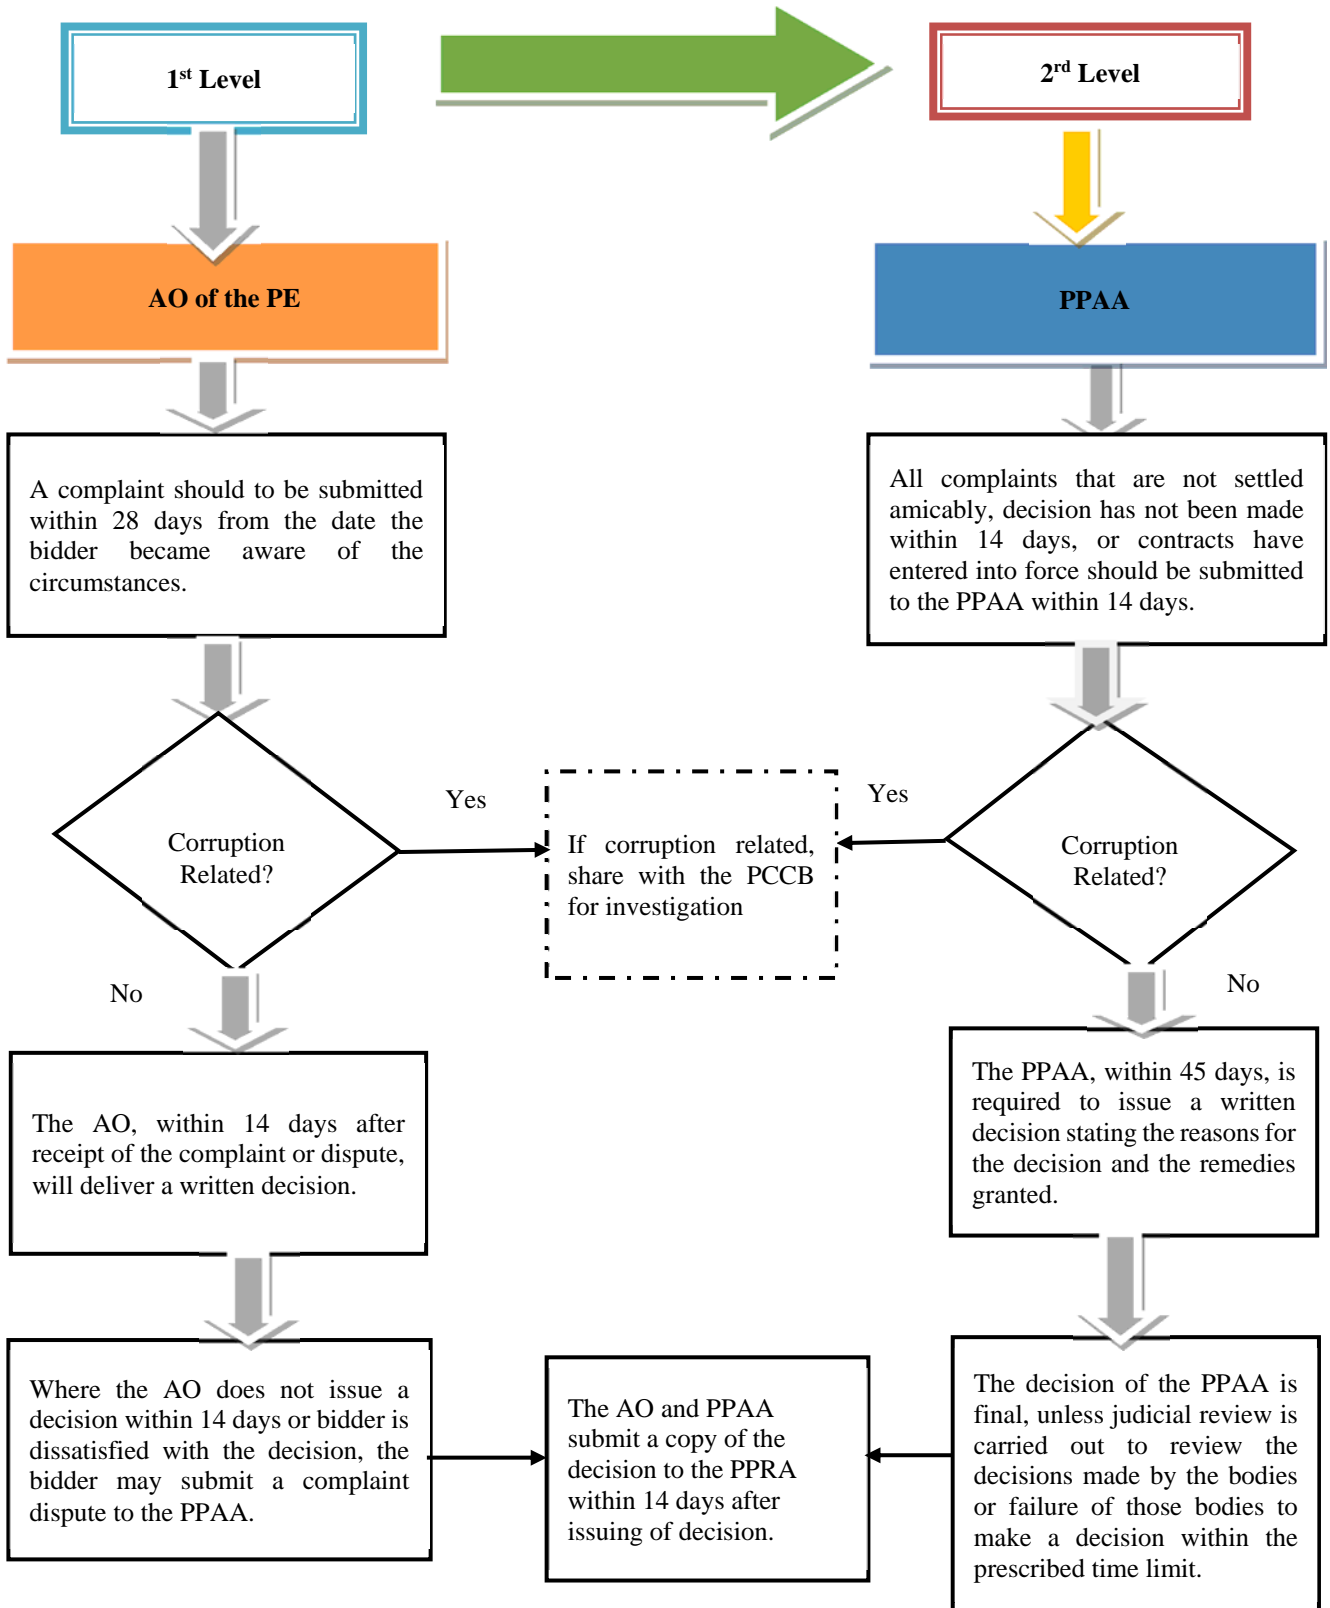 1st Level
2rd Level
AO of the PE
PPAA
A complaint should to be submitted
within 28 days from the date the
bidder became aware of the
circumstances.
All complaints that are not settled
amicably, decision has not been made
within 14 days, or contracts have
entered into force should be submitted
to the PPAA within 14 days.
Corruption
Related?
Yes
If corruption related,
share with the PCCB
for investigation
Yes
Corruption
Related?
No
No
The AO, within 14 days after
receipt of the complaint or dispute,
will deliver a written decision.
The PPAA, within 45 days, is
required to issue a written
decision stating the reasons for
the decision and the remedies
granted.
Where the AO does not issue a
decision within 14 days or bidder is
dissatisfied with the decision, the
bidder may submit a complaint
dispute to the PPAA.
The AO and PPAA
submit a copy of the
decision to the PPRA
within 14 days after
issuing of decision.
The decision of the PPAA is
final, unless judicial review is
carried out to review the
decisions made by the bodies
or failure of those bodies to
make a decision within the
prescribed time limit.